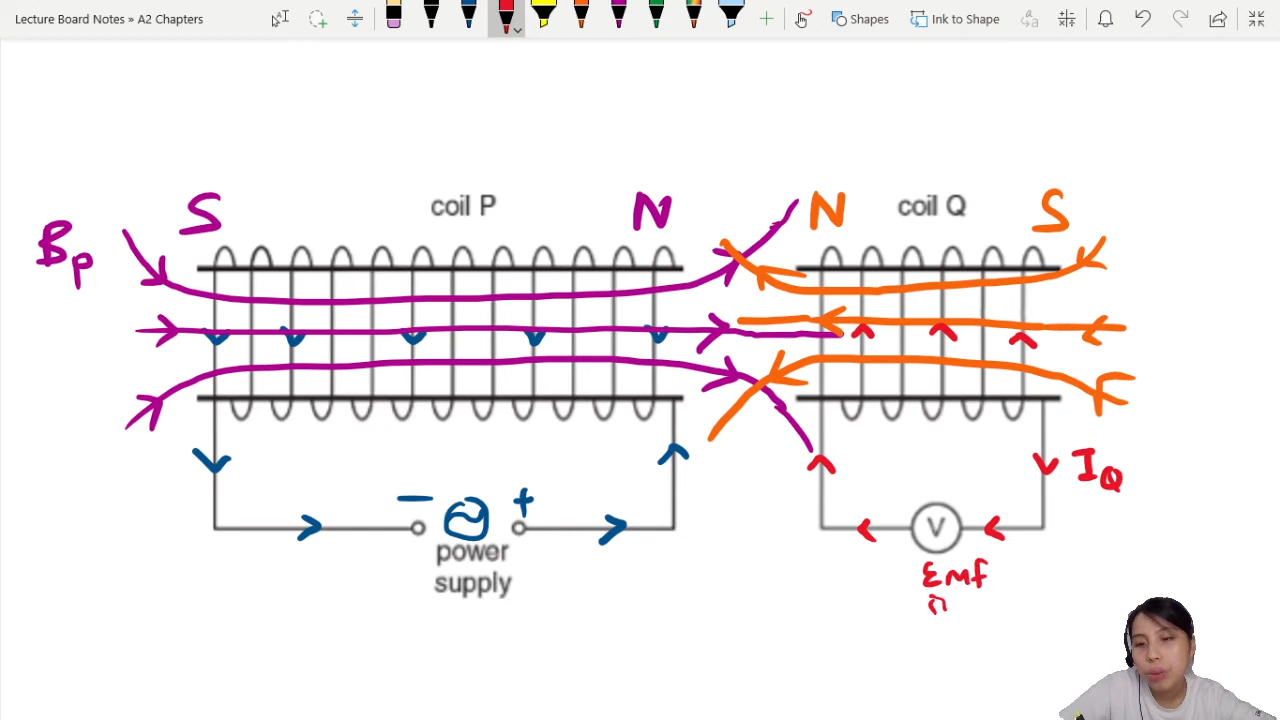 Lecture Board Notes » A2 Chapters
Shapes
Ink to Shape
S
coil P
N
N
coil Q
S
Bp
− +
power
supply
V
IQ
Emf